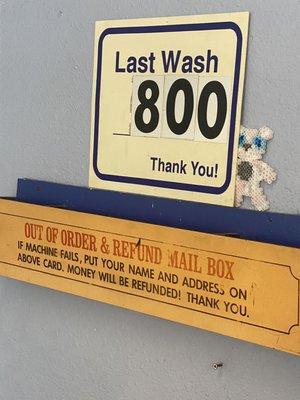 Last Wash
800
Thank You!
OUT OF ORDER & REFUND MAIL BOX
IF MACHINE FAILS, PUT YOUR NAME AND ADDRESS ON
ABOVE CARD. MONEY WILL BE REFUNDED! THANK YOU.